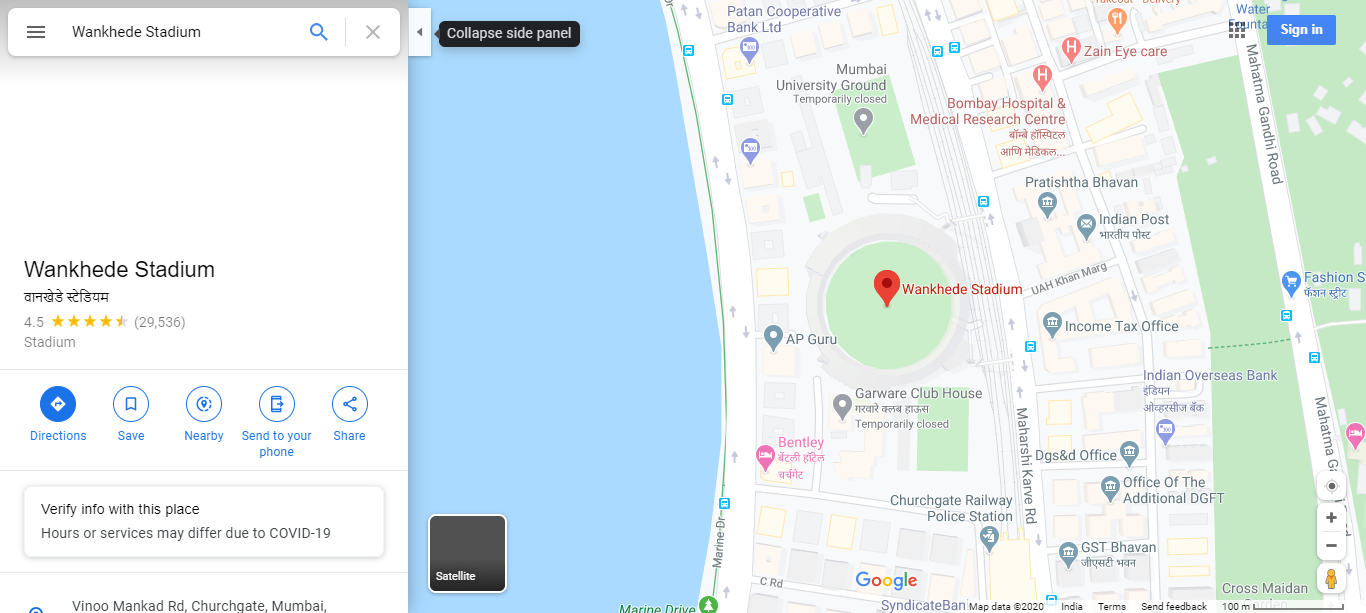 Wankhede Stadium
Collapse side panel
Sign in
Wankhede Stadium
वानखेडे स्टेडियम
4.5
(29,536)
Stadium
Directions
Save
Nearby
Send to your
phone
Share
Verify info with this place
Hours or services may differ due to COVID-19
Vinoo Mankad Rd, Churchgate, Mumbai,
Satellite
Patan Cooperative
Bank Ltd
Takeout · Delivery
Water
Zain Eye care
Mumbai
University Ground
Temporarily closed
Bombay Hospital &
Medical Research Centre
बॉम्बे हॉस्पिटल
आणि मेडिकल...
Mahatma Gandhi Road
Pratishtha Bhavan
Indian Post
भारतीय पोस्ट
UAH Khan Marg
Wankhede Stadium
Fashion S
फॅशन स्ट्रीट
AP Guru
Income Tax Office
Indian Overseas Bank
इंडियन
ओव्हरसीज बँक
Garware Club House
गरवारे क्लब हाऊस
Temporarily closed
Maharshi Karve Rd
Mahatma Ga
Bentley
बेंटली हॉटेल
चर्चगेट
Dgs&d Office
Office Of The
Additional DGFT
Churchgate Railway
Police Station
Marine Dr
GST Bhavan
जीएसटी भवन
C Rd
Google
Cross Maidan
Garden
Marine Drive
SyndicateBan
Map data ©2020
India
Terms
Send feedback
100 m